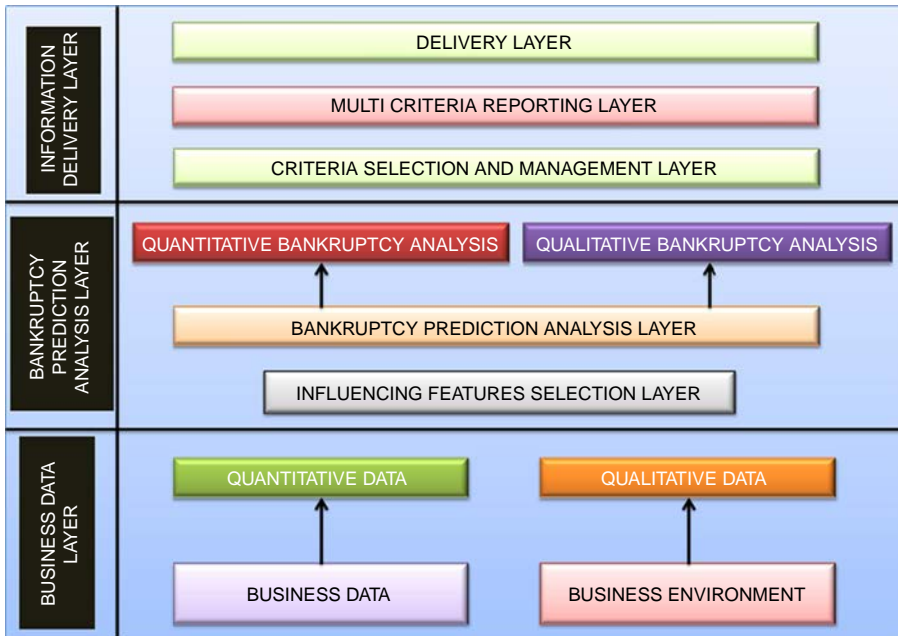 INFORMATION
DELIVERY LAYER
DELIVERY LAYER
MULTI CRITERIA REPORTING LAYER
CRITERIA SELECTION AND MANAGEMENT LAYER
BANKRUPTCY
PREDICTION
ANALYSIS LAYER
QUANTITATIVE BANKRUPTCY ANALYSIS
QUALITATIVE BANKRUPTCY ANALYSIS
BANKRUPTCY PREDICTION ANALYSIS LAYER
INFLUENCING FEATURES SELECTION LAYER
BUSINESS DATA
LAYER
QUANTITATIVE DATA
QUALITATIVE DATA
BUSINESS DATA
BUSINESS ENVIRONMENT